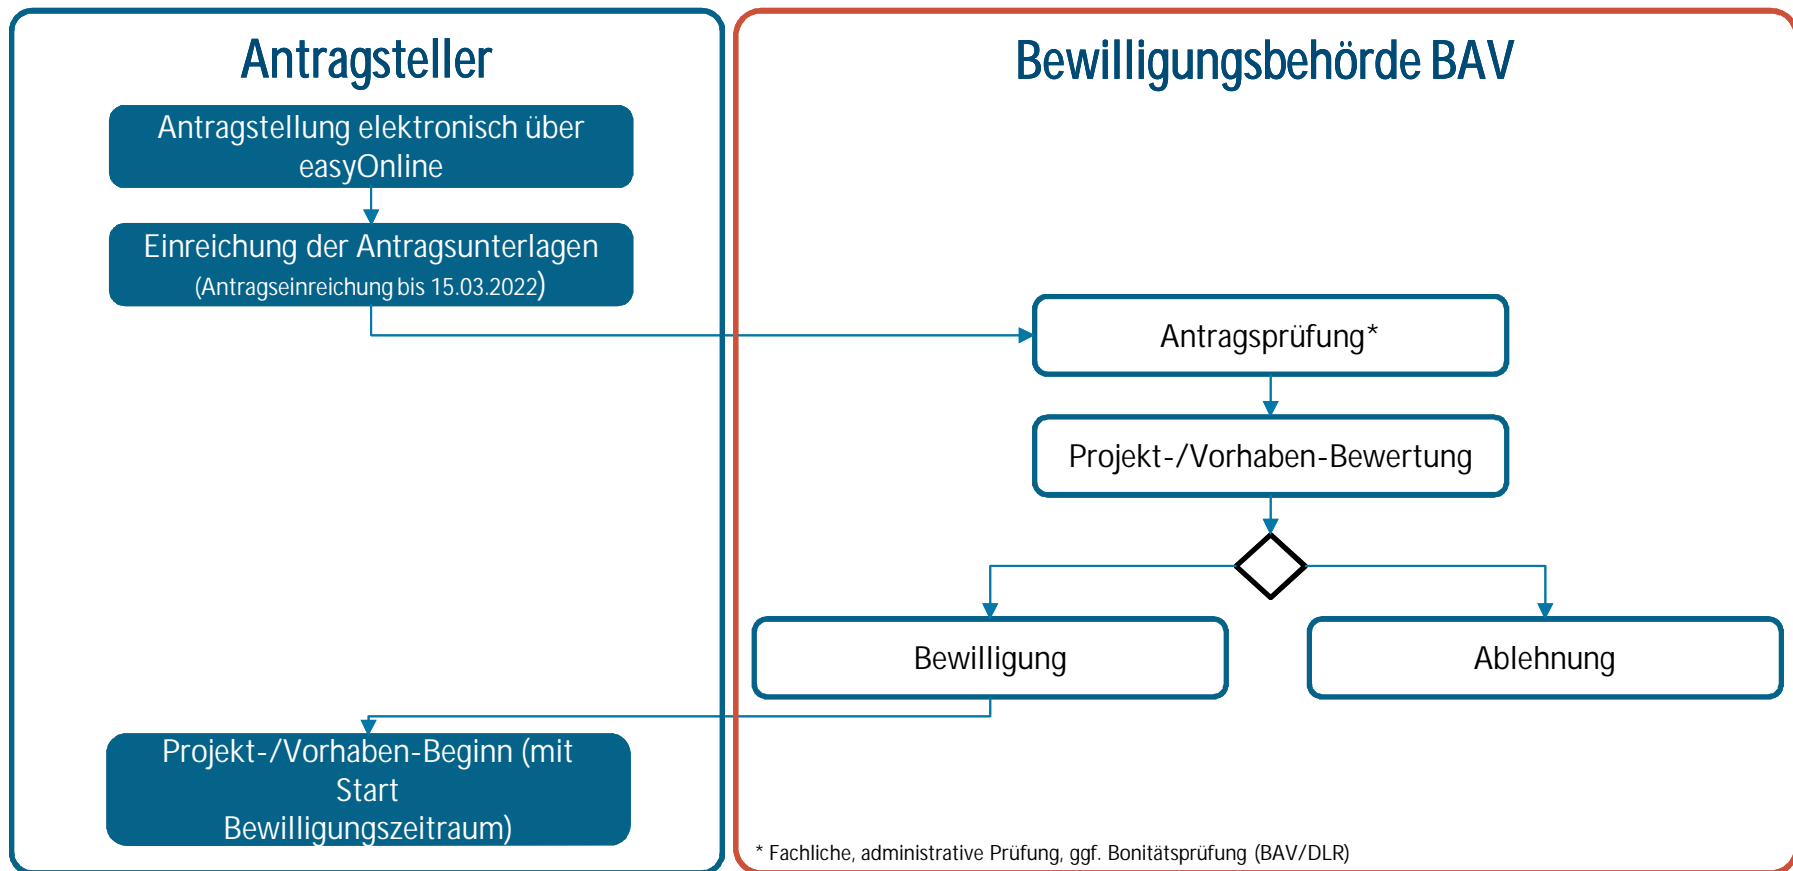 Antragsteller
Antragstellung elektronisch über
easyOnline
Einreichung der Antragsunterlagen
(Antragseinreichung bis 15.03.2022)
Projekt-/Vorhaben-Beginn (mit
Start
Bewilligungszeitraum)
Bewilligungsbehörde BAV
Antragsprüfung*
Projekt-/Vorhaben-Bewertung
Bewilligung
Ablehnung
* Fachliche, administrative Prüfung, ggf. Bonitätsprüfung (BAV/DLR)